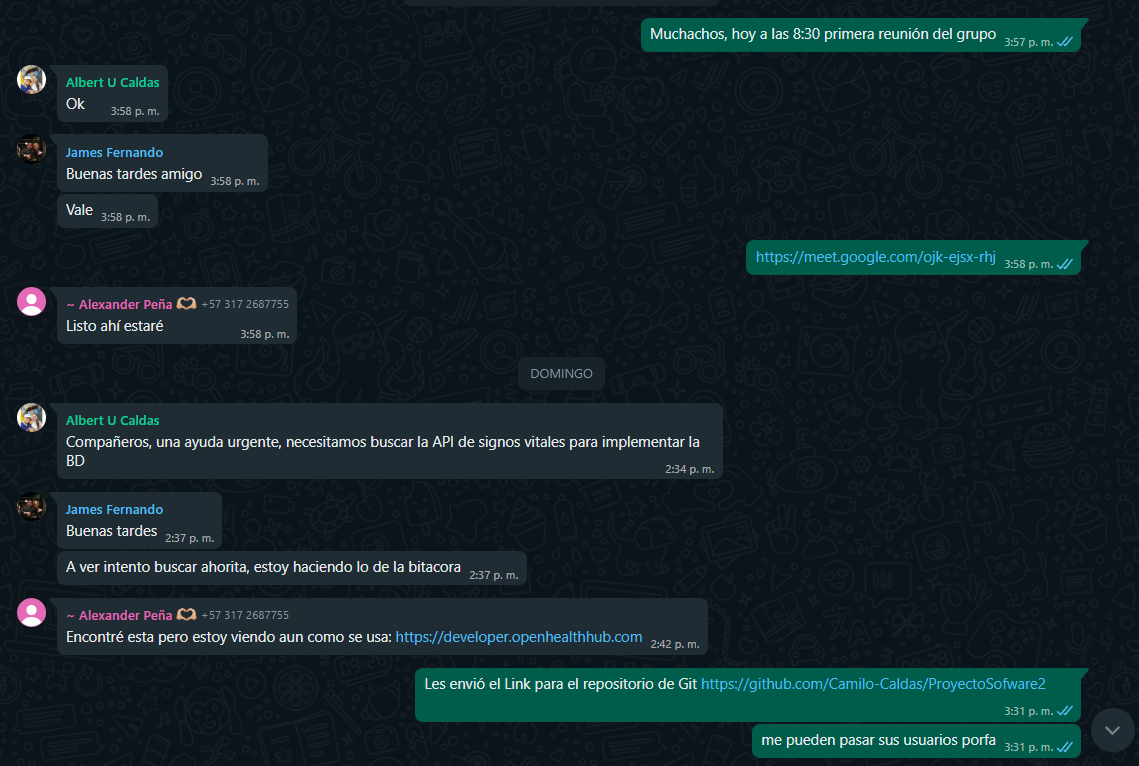 Muchachos, hoy a las 8:30 primera reunión del grupo 3:57 p. m.
Albert U Caldas
Ok 3:58 p. m.
James Fernando
Buenas tardes amigo 3:58 p. m.
Vale 3:58 p. m.
https://meet.google.com/ojk-ejsx-rhj 3:58 p. m.
~ Alexander Peña 🫶🏽 +57 317 2687755
Listo ahí estaré
3:58 p. m.
DOMINGO
Albert U Caldas
Compañeros, una ayuda urgente, necesitamos buscar la API de signos vitales para implementar la
BD
2:34 p. m.
James Fernando
Buenas tardes 2:37 p. m.
A ver intento buscar ahorita, estoy haciendo lo de la bitacora 2:37 p. m.
~ Alexander Peña 🫶🏽 +57 317 2687755
Encontré esta pero estoy viendo aun como se usa: https://developer.openhealthhub.com 2:42 p. m.
Les envió el Link para el repositorio de Git https://github.com/Camilo-Caldas/ProyectoSofware2
3:31 p. m.
me pueden pasar sus usuarios porfa 3:31 p. m.